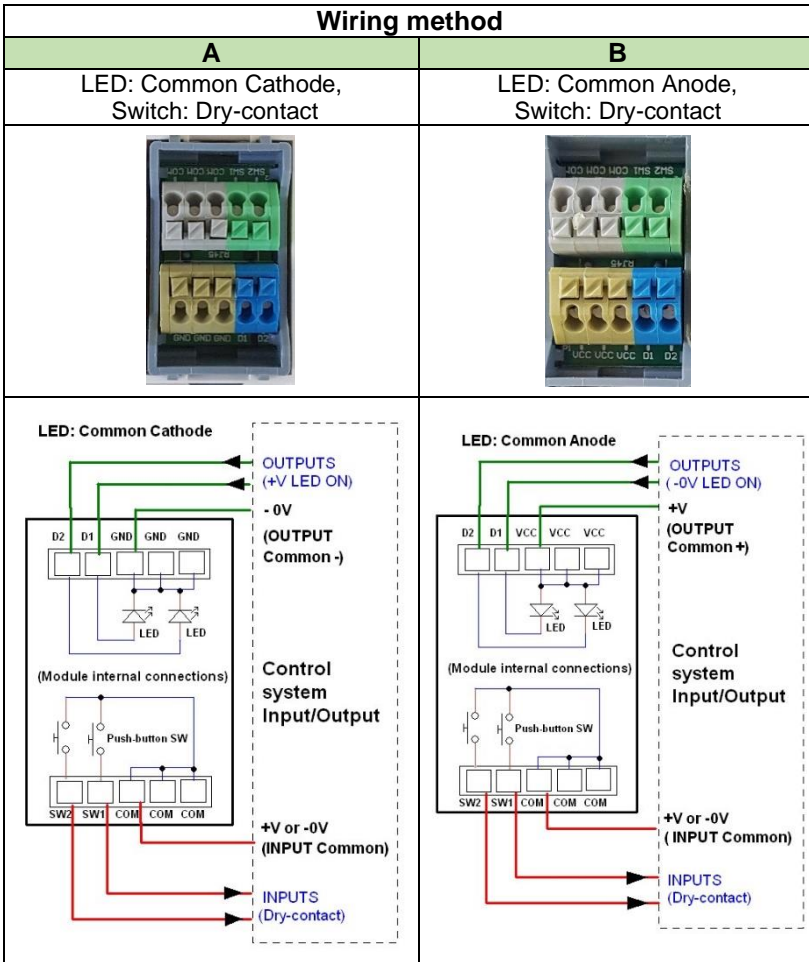 Wiring method
A
B
LED: Common Cathode,
Switch: Dry-contact
LED: Common Anode,
Switch: Dry-contact
COM COM COM SW1 SW2
RJ45
GND GND GND D1 D2
COM COM COM SW1 SW2
RJ45
VCC VCC VCC D1 D2
LED: Common Cathode
OUTPUTS
(+V LED ON)
- 0V
(OUTPUT
Common -)
D2 D1 GND GND GND
LED
LED
(Module internal connections)
Control
system
Input/Output
Push-button SW
SW2 SW1 COM COM COM
+V or -0V
(INPUT Common)
INPUTS
(Dry-contact)
LED: Common Anode
OUTPUTS
( -0V LED ON)
+V
(OUTPUT
Common +)
D2 D1 VCC VCC VCC
LED
LED
(Module internal connections)
Control
system
Input/Output
Push-button SW
SW2 SW1 COM COM COM
+V or -0V
( INPUT Common)
INPUTS
(Dry-contact)